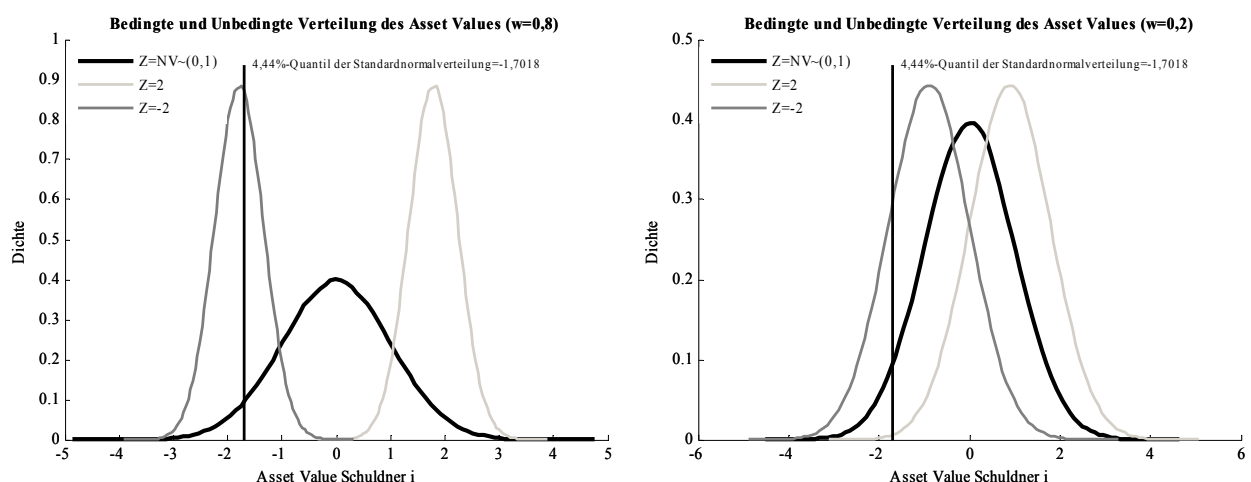 Bedingte und Unbedingte Verteilung des Asset Values (w=0,8)
1
0.9
0.8
0.7
0.6
0.5
0.4
0.3
0.2
0.1
0
Dichte
Z=NV~(0,1)
Z=2
Z=-2
4,44%-Quantil der Standardnormalverteilung=-1,7018
-5 -4 -3 -2 -1 0 1 2 3 4 5
Asset Value Schuldner i
Bedingte und Unbedingte Verteilung des Asset Values (w=0,2)
0.5
0.4
0.3
0.2
0.1
0
Dichte
Z=NV~(0,1)
Z=2
Z=-2
4,44%-Quantil der Standardnormalverteilung=-1,7018
-6 -4 -2 0 2 4 6
Asset Value Schuldner i